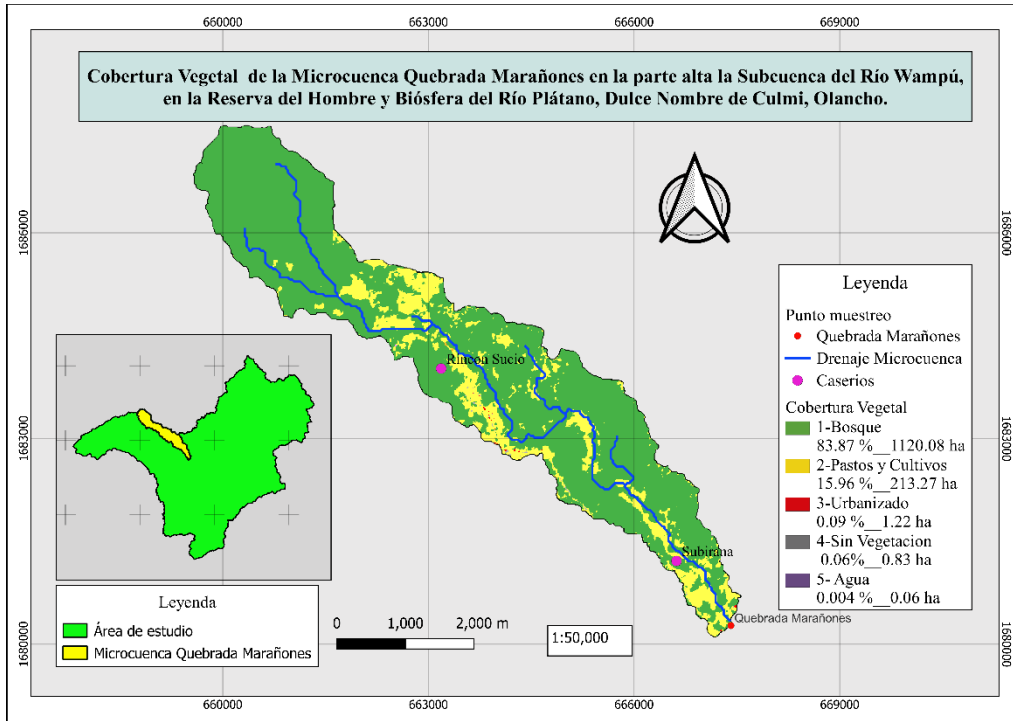 660000
663000
666000
669000
Cobertura Vegetal de la Microcuenca Quebrada Marañones en la parte alta la Subcuenca del Río Wampú,
en la Reserva del Hombre y Biósfera del Río Plátano, Dulce Nombre de Culmi, Olancho.
1686000
1686000
Leyenda
Punto muestreo
Quebrada Marañones
Drenaje Microcuenca
Caserios
Cobertura Vegetal
1-Bosque
83.87 %__1120.08 ha
2-Pastos y Cultivos
15.96 %__213.27 ha
3-Urbanizado
0.09 %__1.22 ha
4-Sin Vegetacion
0.06%__0.83 ha
5- Agua
0.004 %__0.06 ha
Rincon Sucio
1683000
1683000
Subirana
Quebrada Marañones
Leyenda
Área de estudio
Microcuenca Quebrada Marañones
0 1,000 2,000 m
1:50,000
1680000
1680000
660000
663000
666000
669000